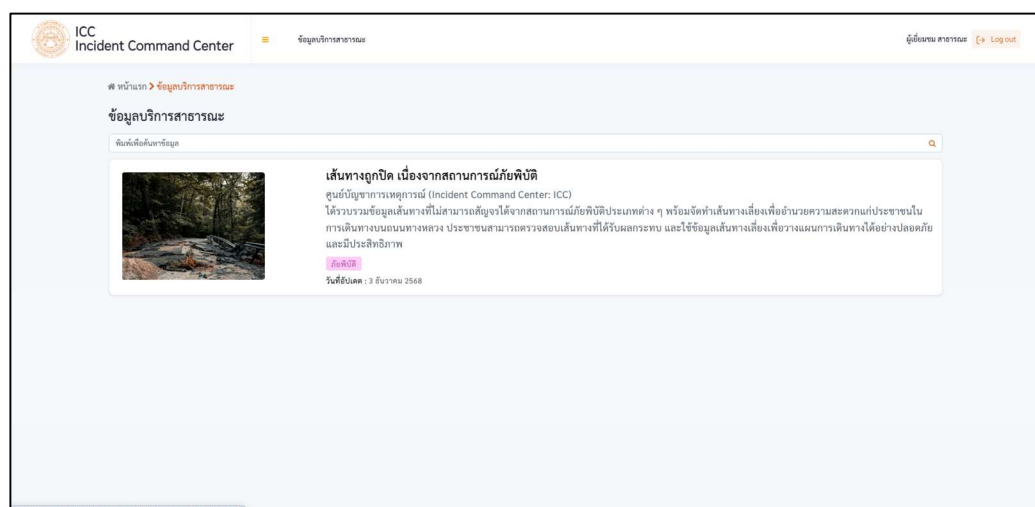 ICC
Incident Command Center
ข้อมูลบริการสาธารณะ
ผู้เยี่ยมชม สาธารณะ
Log out
หน้าแรก > ข้อมูลบริการสาธารณะ
ข้อมูลบริการสาธารณะ
พิมพ์เพื่อค้นหาข้อมูล
เส้นทางถูกปิด เนื่องจากสถานการณ์ภัยพิบัติ
ศูนย์บัญชาการเหตุการณ์ (Incident Command Center: ICC)
ได้รวบรวมข้อมูลเส้นทางที่ไม่สามารถสัญจรได้จากสถานการณ์ภัยพิบัติประเภทต่าง ๆ พร้อมจัดทำเส้นทางเลี่ยงเพื่ออำนวยความสะดวกแก่ประชาชนใน
การเดินทางบนถนนทางหลวง ประชาชนสามารถตรวจสอบเส้นทางที่ได้รับผลกระทบ และใช้ข้อมูลเส้นทางเลี่ยงเพื่อวางแผนการเดินทางได้อย่างปลอดภัย
และมีประสิทธิภาพ
ภัยพิบัติ
วันที่อัปเดต : 3 ธันวาคม 2568